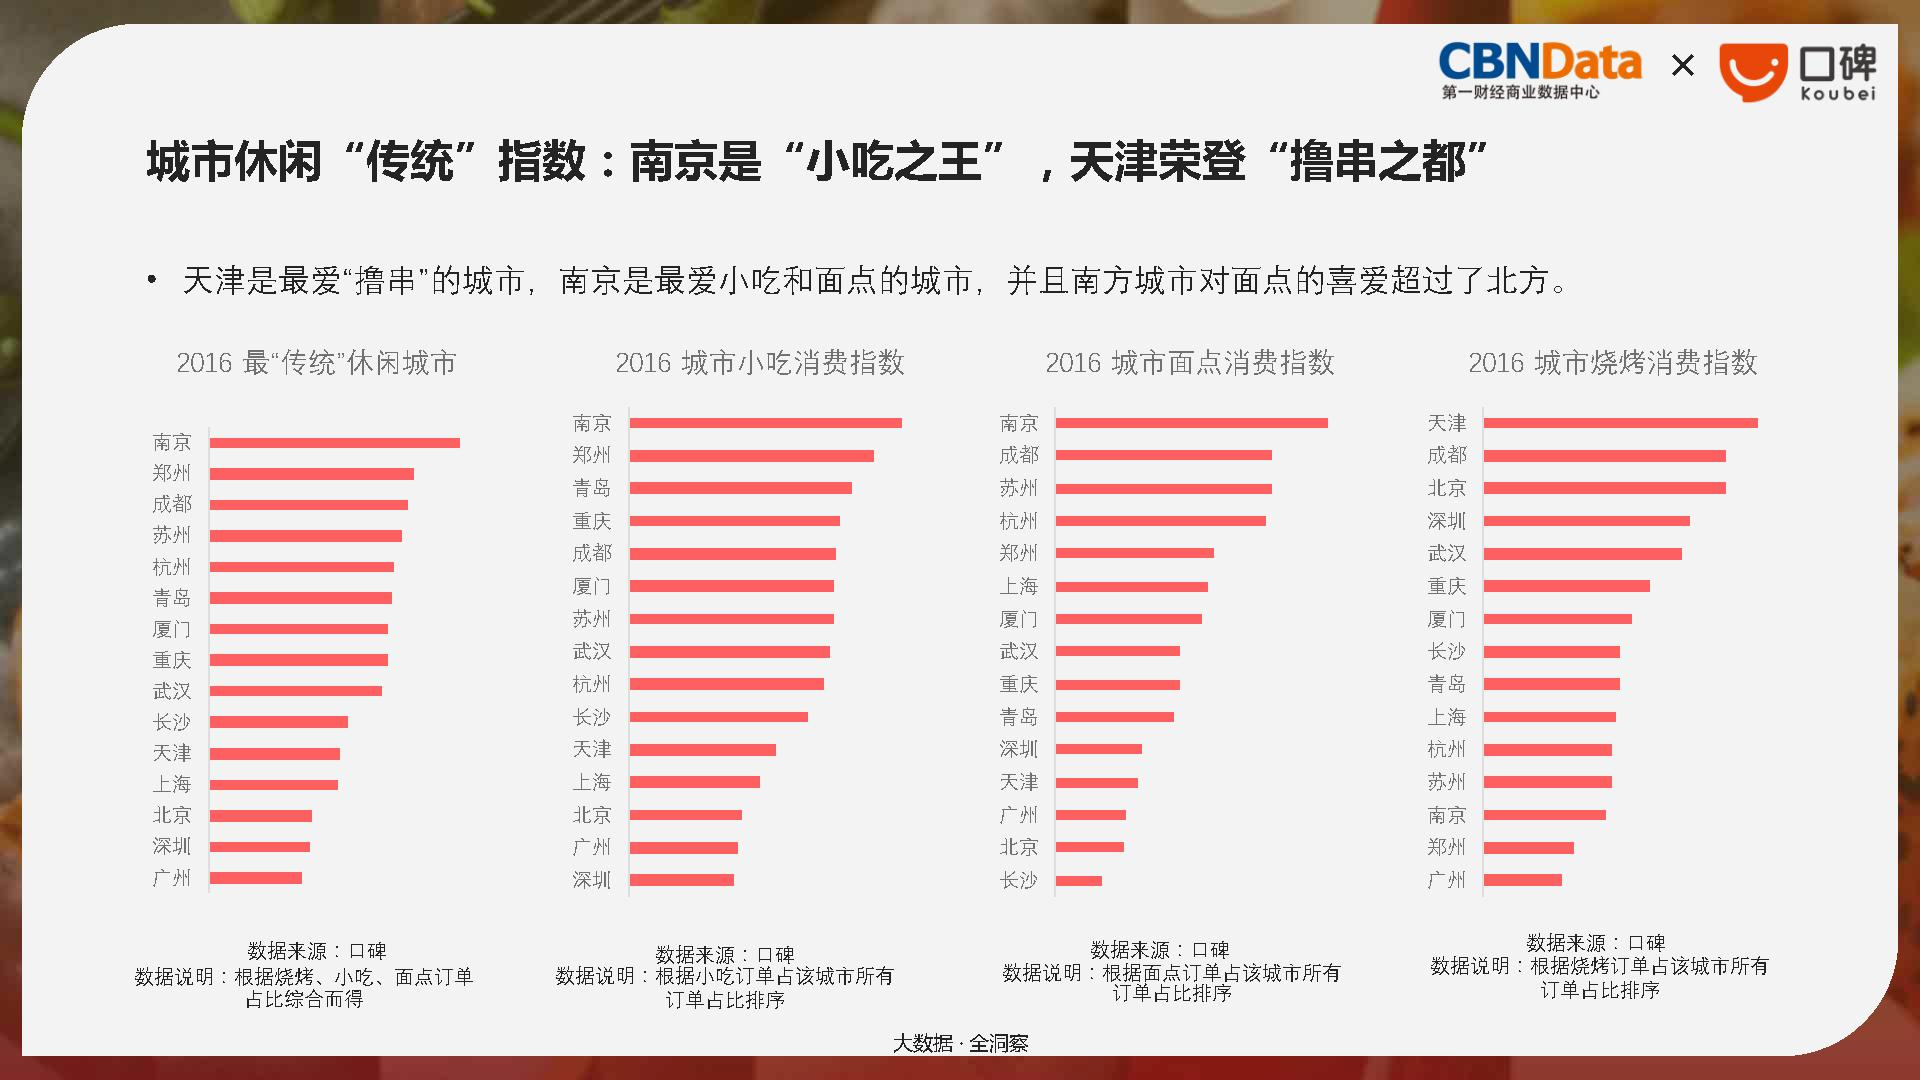 CBNData
第一财经商业数据中心
×
口碑
Koubei
城市休闲“传统”指数：南京是“小吃之王”，天津荣登“撸串之都”
• 天津是最爱“撸串”的城市，南京是最爱小吃和面点的城市，并且南方城市对面点的喜爱超过了北方。
2016 最“传统”休闲城市
南京
郑州
成都
苏州
杭州
青岛
厦门
重庆
武汉
长沙
天津
上海
北京
深圳
广州
数据来源：口碑
数据说明：根据烧烤、小吃、面点订单
占比综合而得
2016 城市小吃消费指数
南京
郑州
青岛
重庆
成都
厦门
苏州
武汉
杭州
长沙
天津
上海
北京
广州
深圳
数据来源：口碑
数据说明：根据小吃订单占该城市所有
订单占比排序
2016 城市面点消费指数
南京
成都
苏州
杭州
郑州
上海
厦门
武汉
重庆
青岛
深圳
天津
广州
北京
长沙
数据来源：口碑
数据说明：根据面点订单占该城市所有
订单占比排序
2016 城市烧烤消费指数
天津
成都
北京
深圳
武汉
重庆
厦门
长沙
青岛
上海
杭州
苏州
南京
郑州
广州
数据来源：口碑
数据说明：根据烧烤订单占该城市所有
订单占比排序
大数据·全洞察